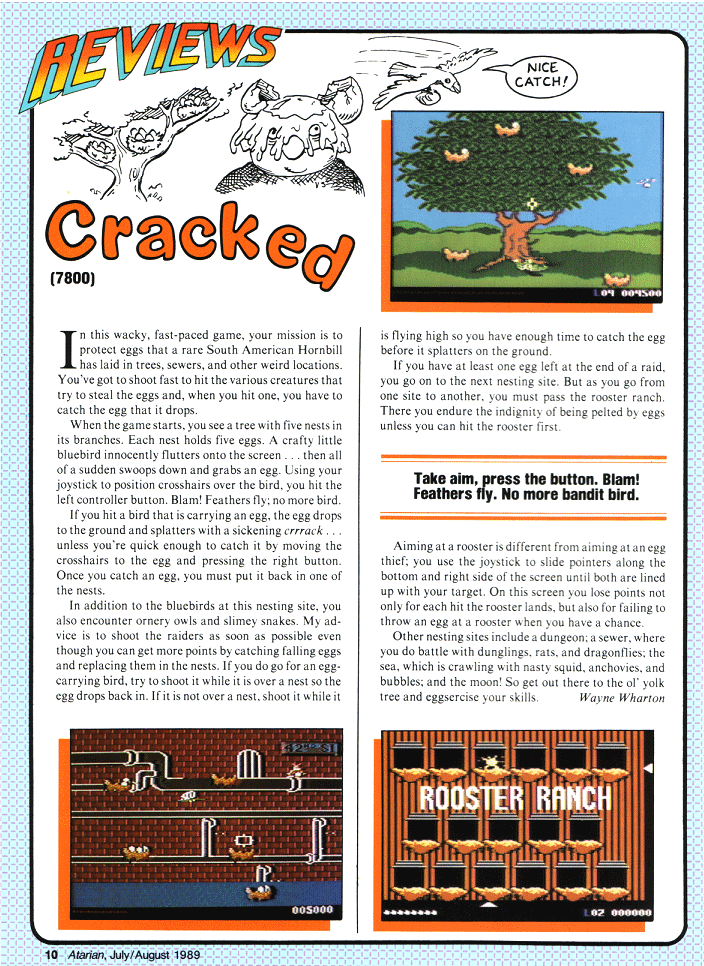 REVIEWS
NICE
CATCH!
Cracked
(7800)
L04 004500
In this wacky, fast-paced game, your mission is to
protect eggs that a rare South American Hornbill
has laid in trees, sewers, and other weird locations.
You've got to shoot fast to hit the various creatures that
try to steal the eggs and, when you hit one, you have to
catch the egg that it drops.
When the game starts, you see a tree with five nests in
its branches. Each nest holds five eggs. A crafty little
bluebird innocently flutters onto the screen . . . then all
of a sudden swoops down and grabs an egg. Using your
joystick to position crosshairs over the bird, you hit the
left controller button. Blam! Feathers fly; no more bird.
If you hit a bird that is carrying an egg, the egg drops
to the ground and splatters with a sickening crrrack . . .
unless you're quick enough to catch it by moving the
crosshairs to the egg and pressing the right button.
Once you catch an egg, you must put it back in one of
the nests.
In addition to the bluebirds at this nesting site, you
also encounter ornery owls and slimey snakes. My ad-
vice is to shoot the raiders as soon as possible even
though you can get more points by catching falling eggs
and replacing them in the nests. If you do go for an egg-
carrying bird, try to shoot it while it is over a nest so the
egg drops back in. If it is not over a nest, shoot it while it
is flying high so you have enough time to catch the egg
before it splatters on the ground.
If you have at least one egg left at the end of a raid,
you go on to the next nesting site. But as you go from
one site to another, you must pass the rooster ranch.
There you endure the indignity of being pelted by eggs
unless you can hit the rooster first.
Take aim, press the button. Blam!
Feathers fly. No more bandit bird.
Aiming at a rooster is different from aiming at an egg
thief; you use the joystick to slide pointers along the
bottom and right side of the screen until both are lined
up with your target. On this screen you lose points not
only for each hit the rooster lands, but also for failing to
throw an egg at a rooster when you have a chance.
Other nesting sites include a dungeon; a sewer, where
you do battle with dunglings, rats, and dragonflies; the
sea, which is crawling with nasty squid, anchovies, and
bubbles; and the moon! So get out there to the ol' yolk
tree and eggsercise your skills. Wayne Wharton
42ND ST
005000
ROOSTER RANCH
L02 000000
10 Atarian, July/August 1989